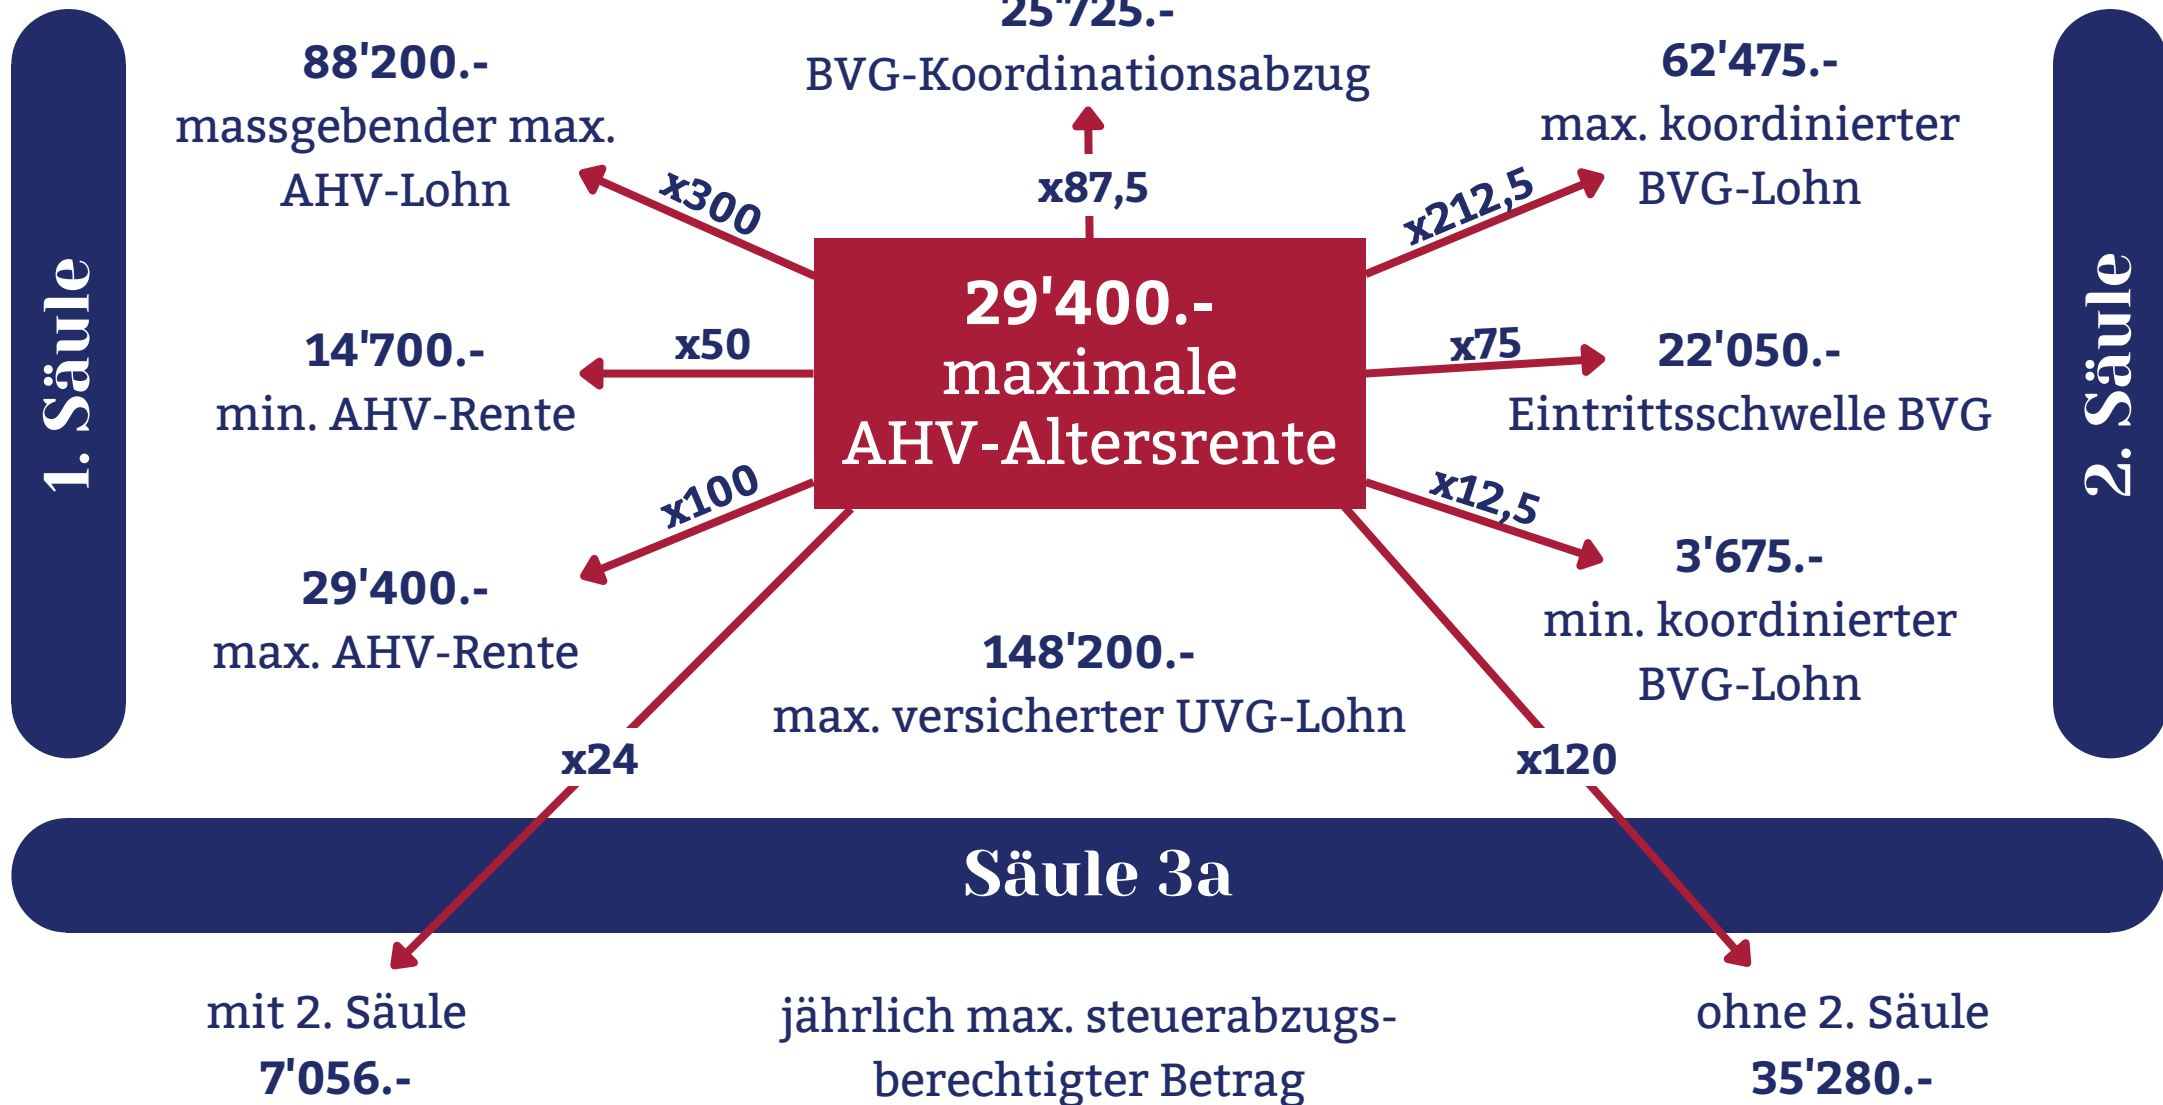 1. Säule
88'200.-
massgebender max.
AHV-Lohn
x300
14'700.-
min. AHV-Rente
x50
29'400.-
max. AHV-Rente
x100
25'725.-
BVG-Koordinationsabzug
x87,5
29'400.-
maximale
AHV-Altersrente
148'200.-
max. versicherter UVG-Lohn
62'475.-
max. koordinierter
BVG-Lohn
x212,5
22'050.-
Eintrittsschwelle BVG
x75
3'675.-
min. koordinierter
BVG-Lohn
x12,5
2. Säule
x24
x120
Säule 3a
mit 2. Säule
7'056.-
jährlich max. steuerabzugs-
berechtigter Betrag
ohne 2. Säule
35'280.-